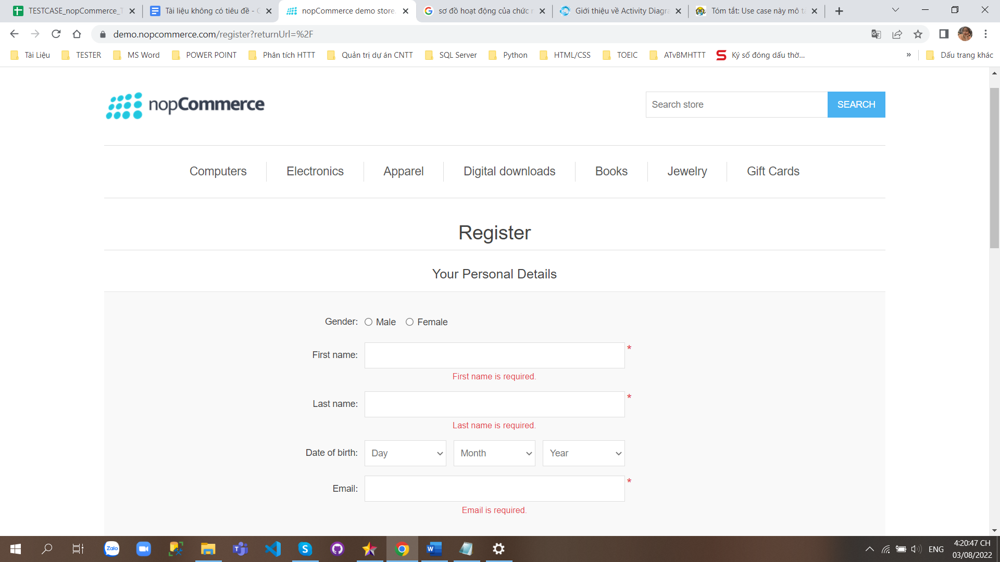 TESTCASE_nopCommerce_T
Tài liệu không có tiêu đề - G
nopCommerce demo store.
sơ đồ hoạt động của chức n
Giới thiệu về Activity Diagra
Tóm tắt: Use case này mô tả
demo.nopcommerce.com/register?returnUrl=%2F
Tài Liệu
TESTER
MS Word
POWER POINT
Phân tích HTTT
Quản trị dự án CNTT
SQL Server
Python
HTML/CSS
TOEIC
ATvBMHTTT
Ký số đóng dấu thờ...
»
Dấu trang khác
nopCommerce
Search store
SEARCH
Computers
Electronics
Apparel
Digital downloads
Books
Jewelry
Gift Cards
Register
Your Personal Details
Gender: Male Female
First name: *
First name is required.
Last name: *
Last name is required.
Date of birth: Day Month Year
Email: *
Email is required.
Zalo
ENG
4:20:47 CH
03/08/2022